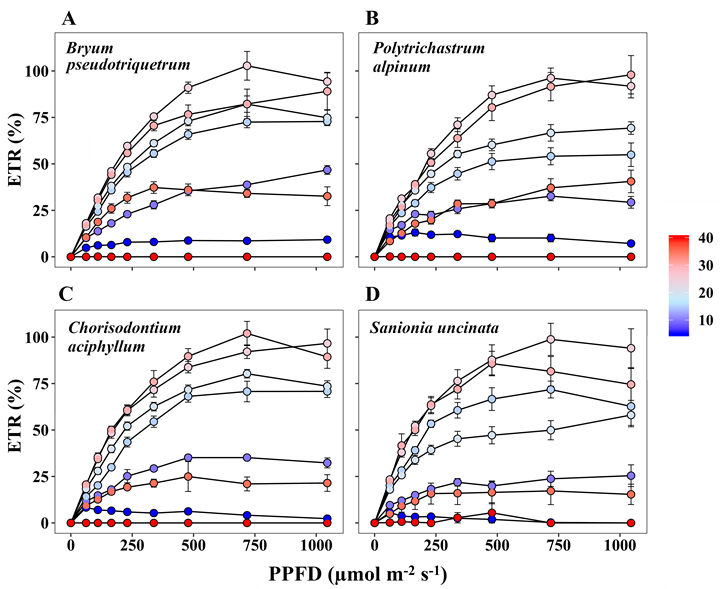 A
B
Bryum
pseudotriquetrum
Polytrichastrum
alpinum
100
75
50
25
0
ETR (%)
40
30
20
10
C
D
Chorisodontium
aciphyllum
Sanionia uncinata
100
75
50
25
0
ETR (%)
0 250 500 750 1000
0 250 500 750 1000
PPFD (µmol m⁻² s⁻¹)